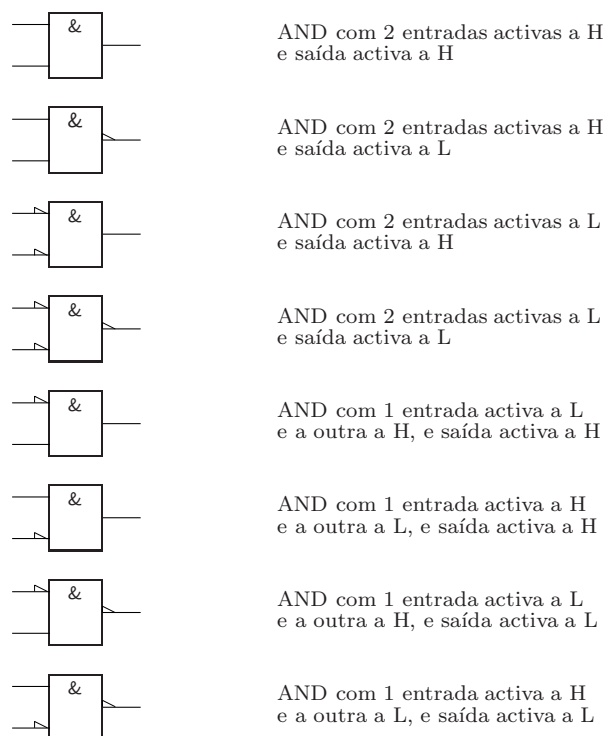 &
AND com 2 entradas activas a H
e saída activa a H
&
AND com 2 entradas activas a H
e saída activa a L
&
AND com 2 entradas activas a L
e saída activa a H
&
AND com 2 entradas activas a L
e saída activa a L
&
AND com 1 entrada activa a L
e a outra a H, e saída activa a H
&
AND com 1 entrada activa a H
e a outra a L, e saída activa a H
&
AND com 1 entrada activa a L
e a outra a H, e saída activa a L
&
AND com 1 entrada activa a H
e a outra a L, e saída activa a L